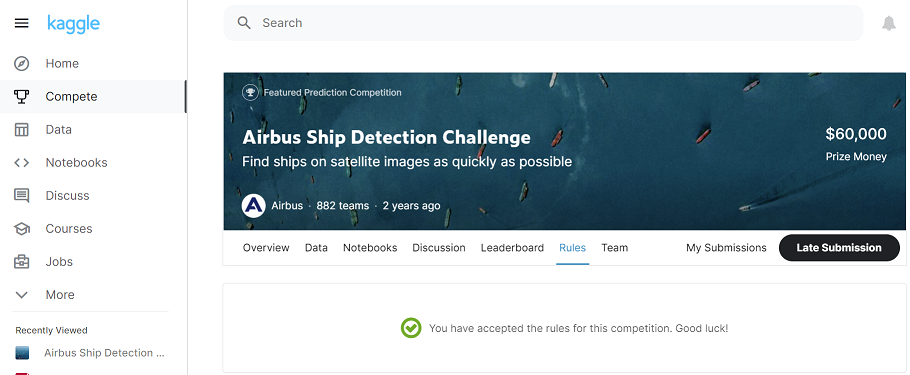 kaggle
Search
Home
Compete
Data
Notebooks
Discuss
Courses
Jobs
More
Recently Viewed
Airbus Ship Detection ...
Featured Prediction Competition
Airbus Ship Detection Challenge
Find ships on satellite images as quickly as possible
$60,000
Prize Money
Airbus · 882 teams · 2 years ago
Overview Data Notebooks Discussion Leaderboard Rules Team My Submissions Late Submission
You have accepted the rules for this competition. Good luck!